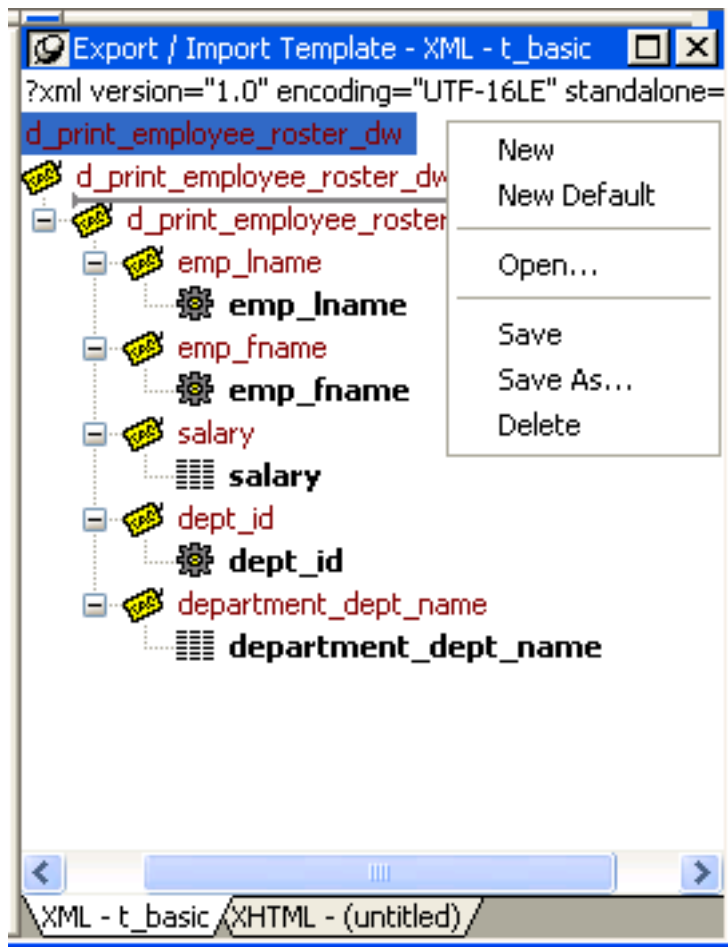 Export / Import Template - XML - t_basic
?xml version="1.0" encoding="UTF-16LE" standalone=
d_print_employee_roster_dw
d_print_employee_roster_dw
d_print_employee_roster
emp_lname
emp_lname
emp_fname
emp_fname
salary
salary
dept_id
dept_id
department_dept_name
department_dept_name
New
New Default
Open...
Save
Save As...
Delete
XML - t_basic
XHTML - (untitled)